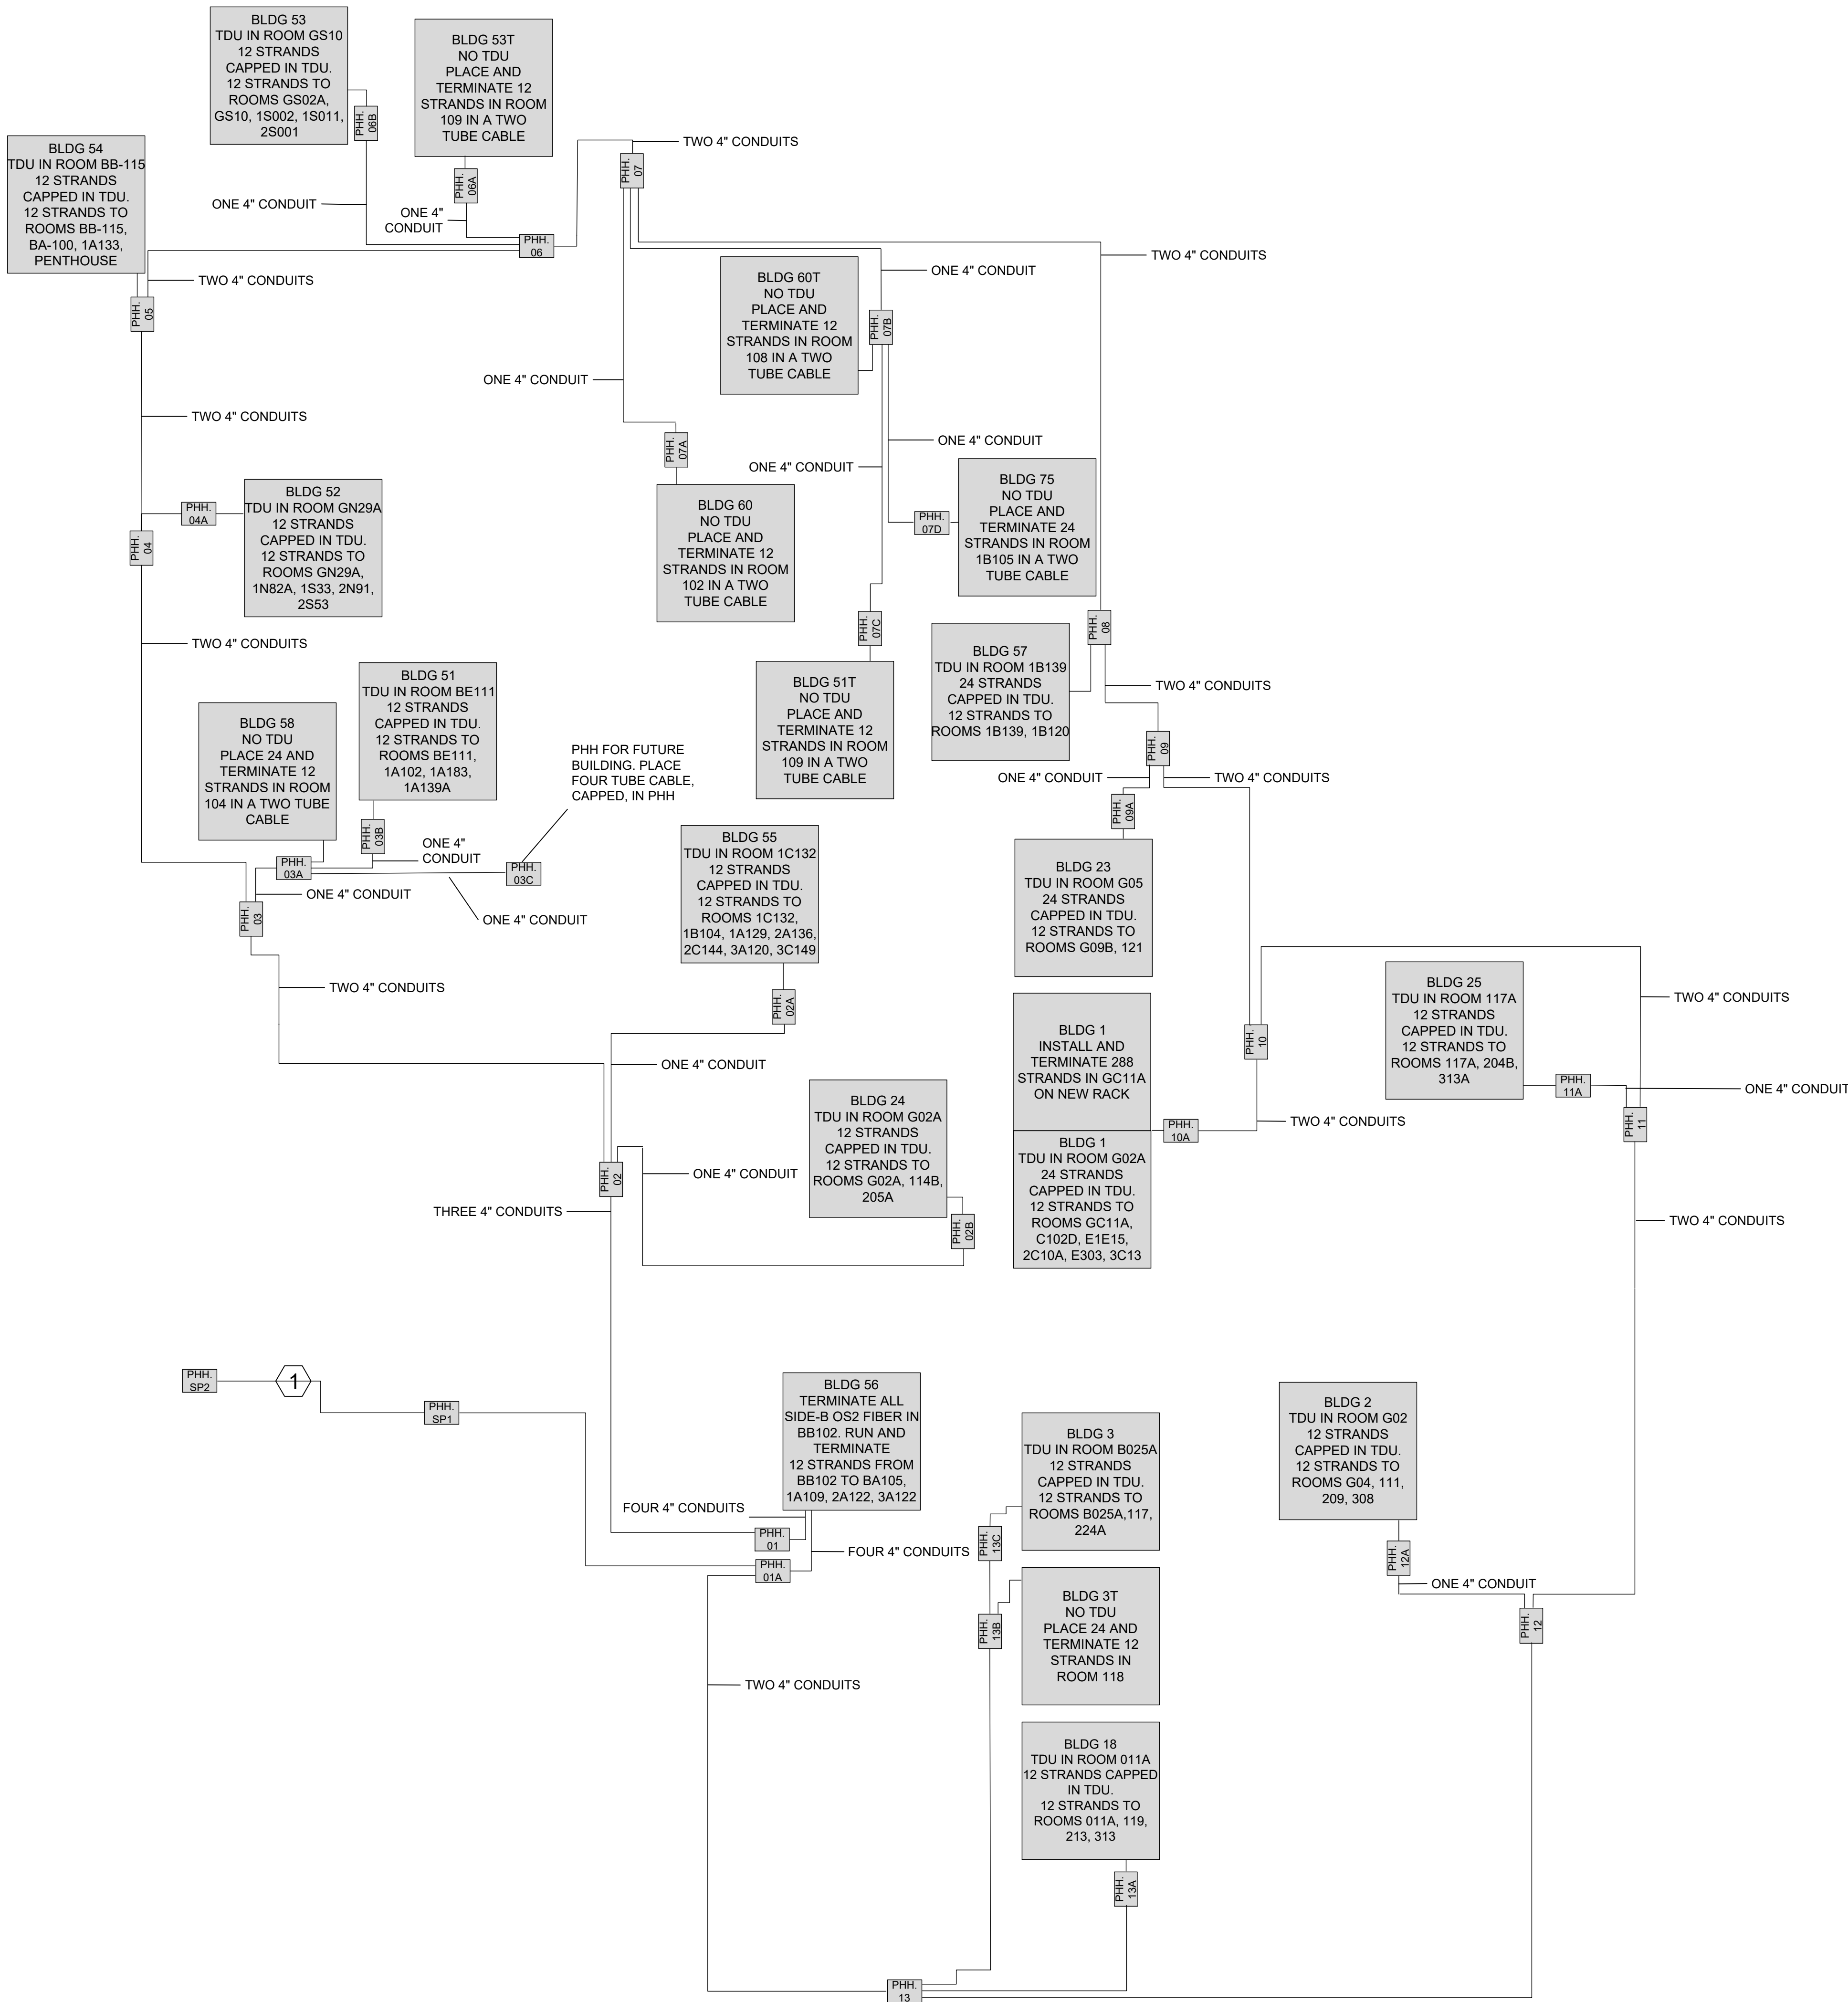 BLDG 53
TDU IN ROOM GS10
12 STRANDS
CAPPED IN TDU.
12 STRANDS TO
ROOMS GS02A,
GS10, 1S002, 1S011,
2S001
PHH.
06B
BLDG 53T
NO TDU
PLACE AND
TERMINATE 12
STRANDS IN ROOM
109 IN A TWO
TUBE CABLE
PHH.
06A
BLDG 54
TDU IN ROOM BB-115
12 STRANDS
CAPPED IN TDU.
12 STRANDS TO
ROOMS BB-115,
BA-100, 1A133,
PENTHOUSE
ONE 4" CONDUIT
ONE 4"
CONDUIT
PHH.
06
TWO 4" CONDUITS
PHH.
07
TWO 4" CONDUITS
PHH.
05
TWO 4" CONDUITS
ONE 4" CONDUIT
BLDG 60T
NO TDU
PLACE AND
TERMINATE 12
STRANDS IN ROOM
108 IN A TWO
TUBE CABLE
PHH.
07B
ONE 4" CONDUIT
TWO 4" CONDUITS
PHH.
07A
ONE 4" CONDUIT
ONE 4" CONDUIT
PHH.
04A
PHH.
04
BLDG 52
TDU IN ROOM GN29A
12 STRANDS
CAPPED IN TDU.
12 STRANDS TO
ROOMS GN29A,
1N82A, 1S33, 2N91,
2S53
BLDG 60
NO TDU
PLACE AND
TERMINATE 12
STRANDS IN ROOM
102 IN A TWO
TUBE CABLE
PHH.
07D
BLDG 75
NO TDU
PLACE AND
TERMINATE 24
STRANDS IN ROOM
1B105 IN A TWO
TUBE CABLE
TWO 4" CONDUITS
PHH.
07C
PHH.
08
BLDG 57
TDU IN ROOM 1B139
24 STRANDS
CAPPED IN TDU.
12 STRANDS TO
ROOMS 1B139, 1B120
TWO 4" CONDUITS
BLDG 51
TDU IN ROOM BE111
12 STRANDS
CAPPED IN TDU.
12 STRANDS TO
ROOMS BE111,
1A102, 1A183,
1A139A
BLDG 58
NO TDU
PLACE 24 AND
TERMINATE 12
STRANDS IN ROOM
104 IN A TWO TUBE
CABLE
BLDG 51T
NO TDU
PLACE AND
TERMINATE 12
STRANDS IN ROOM
109 IN A TWO
TUBE CABLE
PHH FOR FUTURE
BUILDING. PLACE
FOUR TUBE CABLE,
CAPPED, IN PHH
PHH.
09
ONE 4" CONDUIT
TWO 4" CONDUITS
PHH.
09A
PHH.
03B
ONE 4"
CONDUIT
PHH.
03A
PHH.
03C
ONE 4" CONDUIT
ONE 4" CONDUIT
PHH.
03
BLDG 55
TDU IN ROOM 1C132
12 STRANDS
CAPPED IN TDU.
12 STRANDS TO
ROOMS 1C132,
1B104, 1A129, 2A136,
2C144, 3A120, 3C149
BLDG 23
TDU IN ROOM G05
24 STRANDS
CAPPED IN TDU.
12 STRANDS TO
ROOMS G09B, 121
TWO 4" CONDUITS
PHH.
02A
BLDG 1
INSTALL AND
TERMINATE 288
STRANDS IN GC11A
ON NEW RACK
PHH.
10
BLDG 25
TDU IN ROOM 117A
12 STRANDS
CAPPED IN TDU.
12 STRANDS TO
ROOMS 117A, 204B,
313A
TWO 4" CONDUITS
PHH.
11A
ONE 4" CONDUIT
PHH.
11
ONE 4" CONDUIT
BLDG 24
TDU IN ROOM G02A
12 STRANDS
CAPPED IN TDU.
12 STRANDS TO
ROOMS G02A, 114B,
205A
PHH.
10A
TWO 4" CONDUITS
BLDG 1
TDU IN ROOM G02A
24 STRANDS
CAPPED IN TDU.
12 STRANDS TO
ROOMS GC11A,
C102D, E1E15,
2C10A, E303, 3C13
PHH.
02
ONE 4" CONDUIT
THREE 4" CONDUITS
PHH.
02B
TWO 4" CONDUITS
PHH.
SP2
1
PHH.
SP1
BLDG 56
TERMINATE ALL
SIDE-B OS2 FIBER IN
BB102. RUN AND
TERMINATE
12 STRANDS FROM
BB102 TO BA105,
1A109, 2A122, 3A122
BLDG 3
TDU IN ROOM B025A
12 STRANDS
CAPPED IN TDU.
12 STRANDS TO
ROOMS B025A,117,
224A
BLDG 2
TDU IN ROOM G02
12 STRANDS
CAPPED IN TDU.
12 STRANDS TO
ROOMS G04, 111,
209, 308
FOUR 4" CONDUITS
PHH.
01
FOUR 4" CONDUITS
PHH.
01A
PHH.
13C
PHH.
12A
ONE 4" CONDUIT
PHH.
12
PHH.
13B
BLDG 3T
NO TDU
PLACE 24 AND
TERMINATE 12
STRANDS IN
ROOM 118
TWO 4" CONDUITS
BLDG 18
TDU IN ROOM 011A
12 STRANDS CAPPED
IN TDU.
12 STRANDS TO
ROOMS 011A, 119,
213, 313
PHH.
13A
PHH.
13